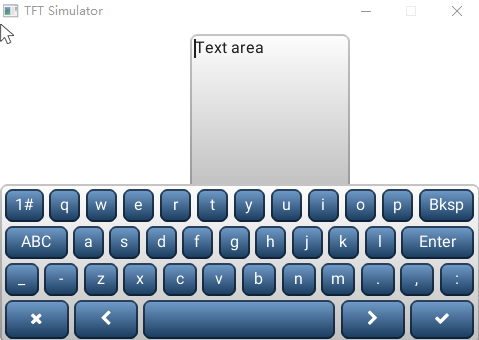 TFT Simulator
Text area
1# q w e r t y u i o p Bksp
ABC a s d f g h j k l Enter
_ - z x c v b n m . , :